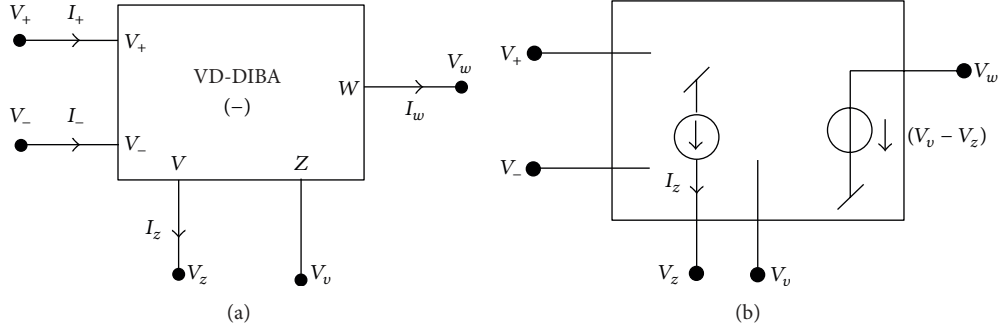 V+ I+ V+
VD-DIBA
(−)
W Vw
Iw
V− I− V−
V Z
Iz
Vz Vv
(a)
V+
Vw
(Vv − Vz)
V−
Iz
Vz Vv
(b)